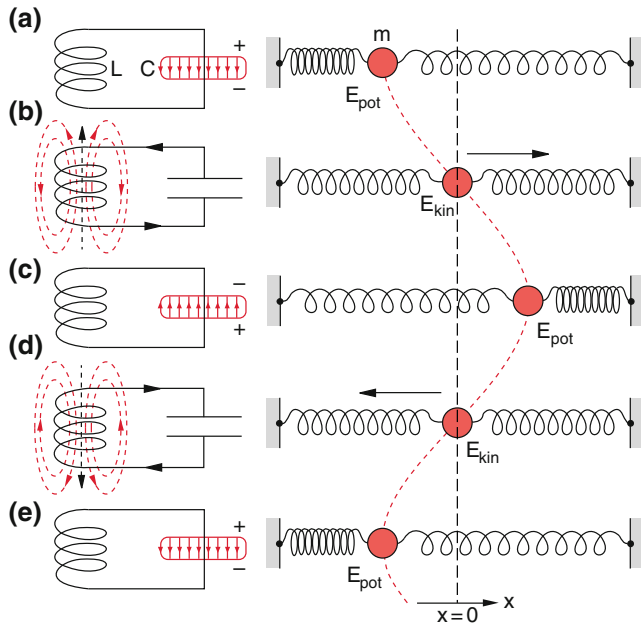 (a)
L
C
+
−
m
E_pot
(b)
E_kin
(c)
−
+
E_pot
(d)
E_kin
(e)
+
−
E_pot
x
x=0